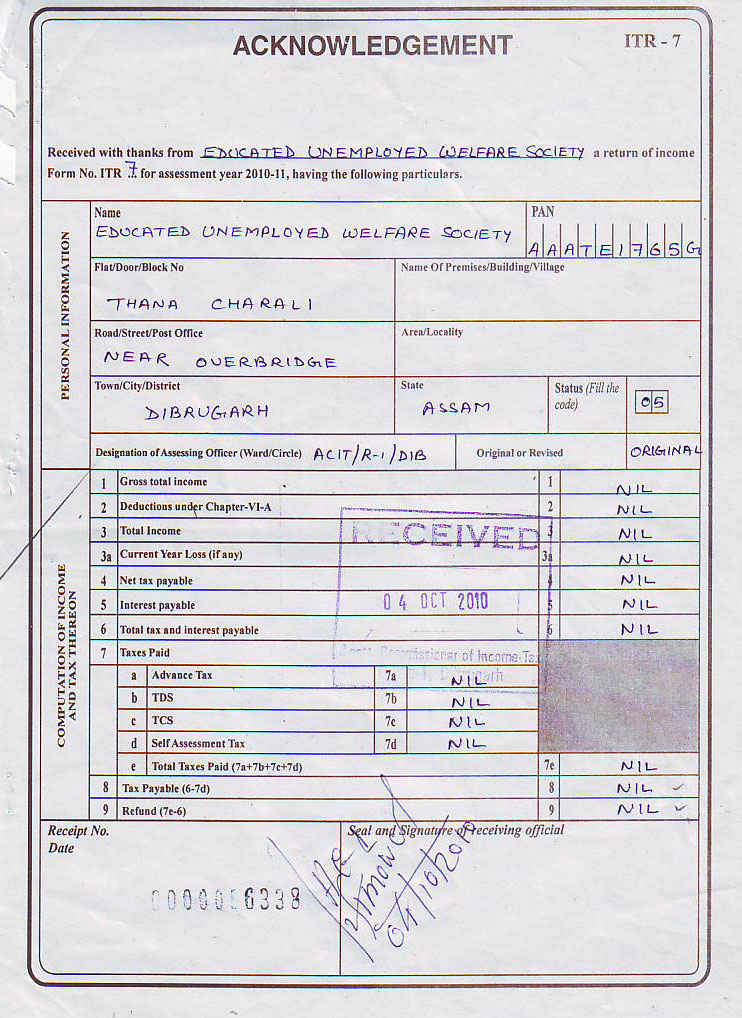 ACKNOWLEDGEMENT
ITR - 7
Received with thanks from EDUCATED UNEMPLOYED WELFARE SOCIETY a return of income
Form No. ITR 7 for assessment year 2010-11, having the following particulars.
PERSONAL INFORMATION
Name
PAN
EDUCATED UNEMPLOYED WELFARE SOCIETY
AAATE1765G
Flat/Door/Block No
Name Of Premises/Building/Village
THANA CHARALI
Road/Street/Post Office
Area/Locality
NEAR OVERBRIDGE
Town/City/District
State
Status (Fill the code)
DIBRUGARH
ASSAM
05
Designation of Assessing Officer (Ward/Circle) ACIT/R-1/DIB Original or Revised ORIGINAL
COMPUTATION OF INCOME
AND TAX THEREON
1 Gross total income 1 NIL
2 Deductions under Chapter-VI-A 2 NIL
3 Total Income 3 NIL
3a Current Year Loss (if any) 3a NIL
4 Net tax payable 4 NIL
5 Interest payable 5 NIL
6 Total tax and interest payable 6 NIL
7 Taxes Paid
a Advance Tax 7a NIL
b TDS 7b NIL
c TCS 7c NIL
d Self Assessment Tax 7d NIL
e Total Taxes Paid (7a+7b+7c+7d) 7e NIL
8 Tax Payable (6-7d) 8 NIL
9 Refund (7e-6) 9 NIL
RECEIVED
04 OCT 2010
Commissioner of Income-Tax
Receipt No.
Date
Seal and Signature of receiving official
04/10/2010